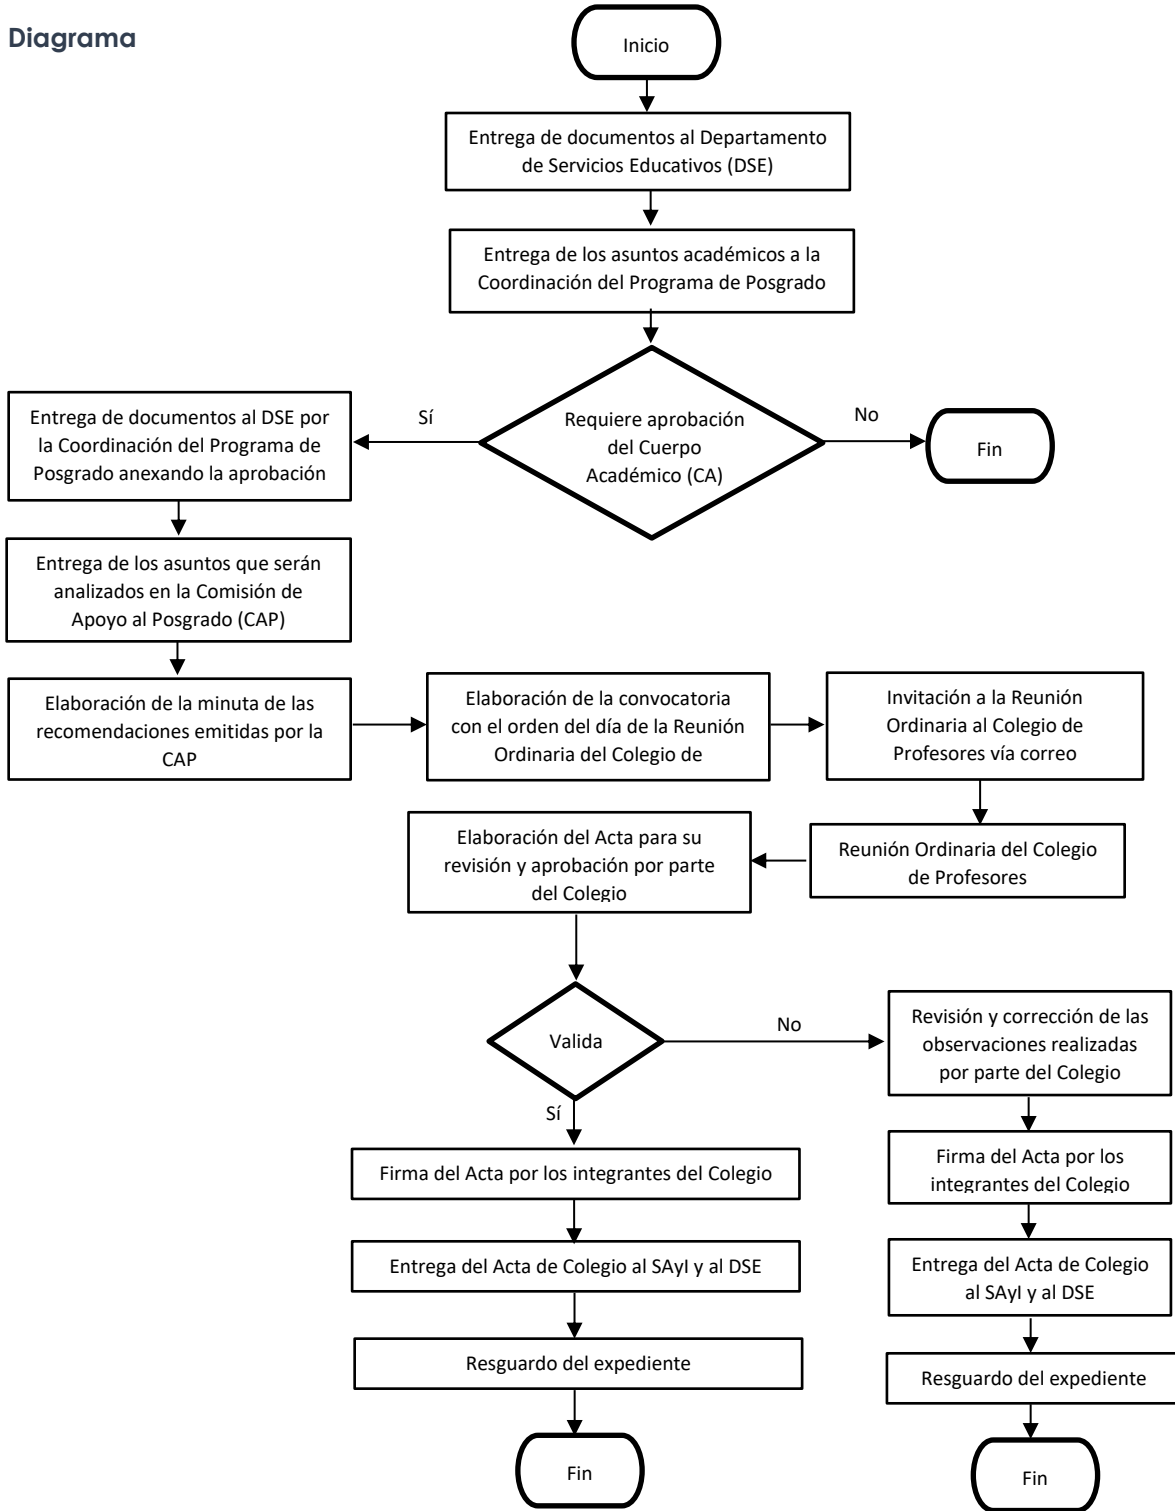 Diagrama
Inicio
Entrega de documentos al Departamento
de Servicios Educativos (DSE)
Entrega de los asuntos académicos a la
Coordinación del Programa de Posgrado
Requiere aprobación
del Cuerpo
Académico (CA)
Sí
No
Fin
Entrega de documentos al DSE por
la Coordinación del Programa de
Posgrado anexando la aprobación
Entrega de los asuntos que serán
analizados en la Comisión de
Apoyo al Posgrado (CAP)
Elaboración de la minuta de las
recomendaciones emitidas por la
CAP
Elaboración de la convocatoria
con el orden del día de la Reunión
Ordinaria del Colegio de
Invitación a la Reunión
Ordinaria al Colegio de
Profesores vía correo
Reunión Ordinaria del Colegio
de Profesores
Elaboración del Acta para su
revisión y aprobación por parte
del Colegio
Valida
No
Sí
Revisión y corrección de las
observaciones realizadas
por parte del Colegio
Firma del Acta por los integrantes del Colegio
Entrega del Acta de Colegio al SAyI y al DSE
Resguardo del expediente
Fin
Firma del Acta por los
integrantes del Colegio
Entrega del Acta de Colegio
al SAyI y al DSE
Resguardo del expediente
Fin